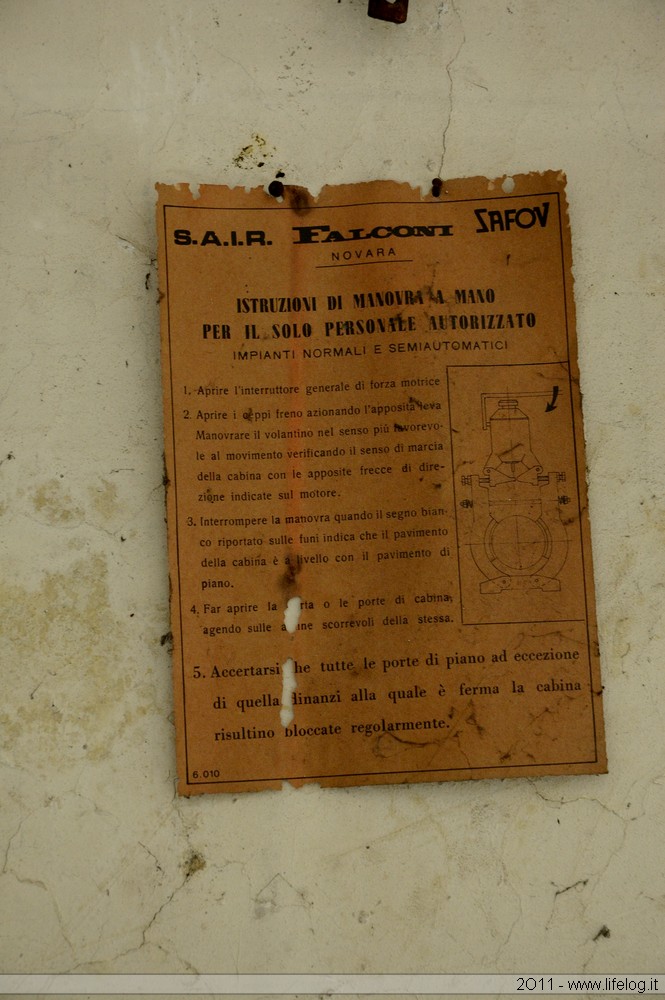 S.A.I.R. FALCONI SAFOV
NOVARA
ISTRUZIONI DI MANOVRA A MANO
PER IL SOLO PERSONALE AUTORIZZATO
IMPIANTI NORMALI E SEMIAUTOMATICI
1. Aprire l'interruttore generale di forza motrice
2. Aprire i ceppi freno azionando l'apposita leva
Manovrare il volantino nel senso più favorevo-
le al movimento verificando il senso di marcia
della cabina con le apposite frecce di dire-
zione indicate sul motore.
3. Interrompere la manovra quando il segno bian-
co riportato sulle funi indica che il pavimento
della cabina è a livello con il pavimento di
piano.
4. Far aprire la porta o le porte di cabina,
agendo sulle scorrevoli della stessa.
5. Accertarsi che tutte le porte di piano ad eccezione
di quella dinanzi alla quale è ferma la cabina
risultino bloccate regolarmente.
6.010
2011 - www.lifelog.it